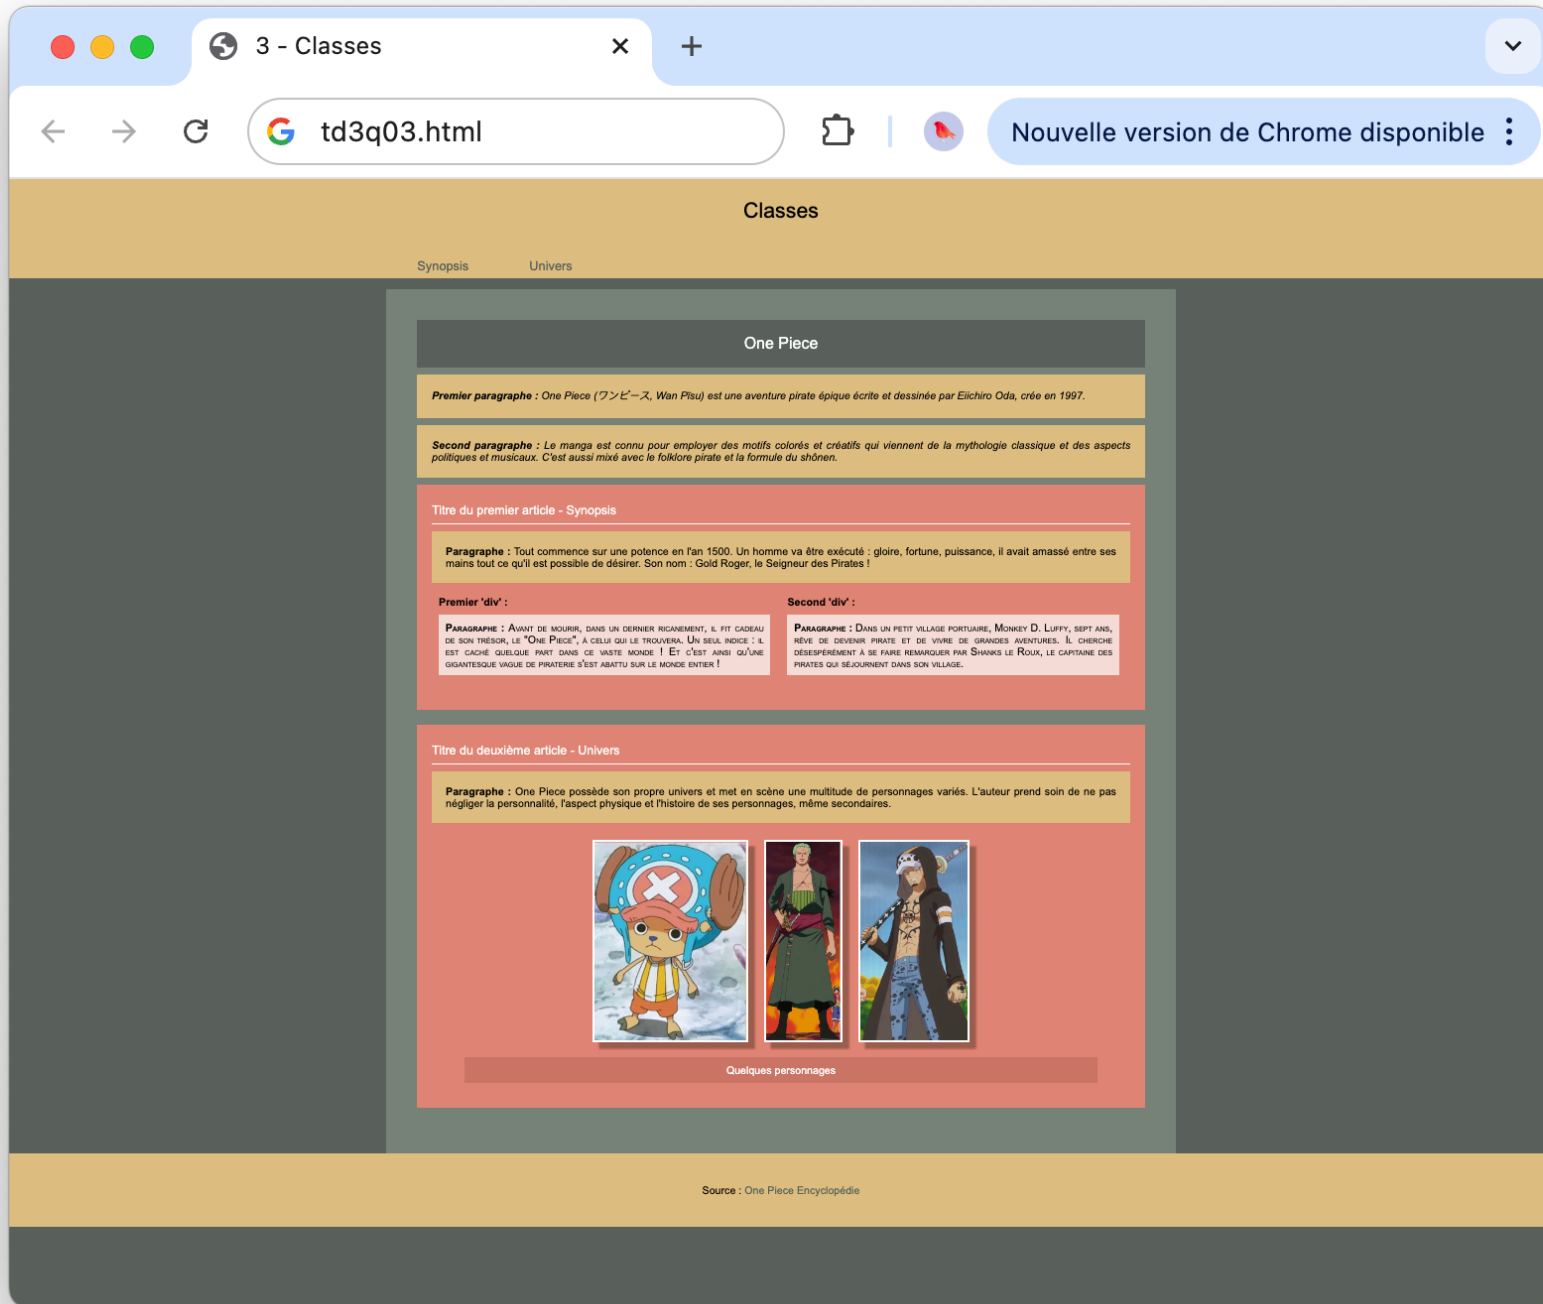 3 - Classes
td3q03.html
Nouvelle version de Chrome disponible
Classes
Synopsis
Univers
One Piece
Premier paragraphe : One Piece (ワンピース, Wan Pīsu) est une aventure pirate épique écrite et dessinée par Eiichiro Oda, crée en 1997.
Second paragraphe : Le manga est connu pour employer des motifs colorés et créatifs qui viennent de la mythologie classique et des aspects
politiques et musicaux. C'est aussi mixé avec le folklore pirate et la formule du shônen.
Titre du premier article - Synopsis
Paragraphe : Tout commence sur une potence en l'an 1500. Un homme va être exécuté : gloire, fortune, puissance, il avait amassé entre ses
mains tout ce qu'il est possible de désirer. Son nom : Gold Roger, le Seigneur des Pirates !
Premier 'div' :
Paragraphe : Avant de mourir, dans un dernier ricanement, il fit cadeau
de son trésor, le "One Piece", à celui qui le trouvera. Un seul indice : il
est caché quelque part dans ce vaste monde ! Et c'est ainsi qu'une
gigantesque vague de piraterie s'est abattu sur le monde entier !
Second 'div' :
Paragraphe : Dans un petit village portuaire, Monkey D. Luffy, sept ans,
rêve de devenir pirate et de vivre de grandes aventures. Il cherche
désespérément à se faire remarquer par Shanks le Roux, le capitaine des
pirates qui séjournent dans son village.
Titre du deuxième article - Univers
Paragraphe : One Piece possède son propre univers et met en scène une multitude de personnages variés. L'auteur prend soin de ne pas
négliger la personnalité, l'aspect physique et l'histoire de ses personnages, même secondaires.
Quelques personnages
Source : One Piece Encyclopédie